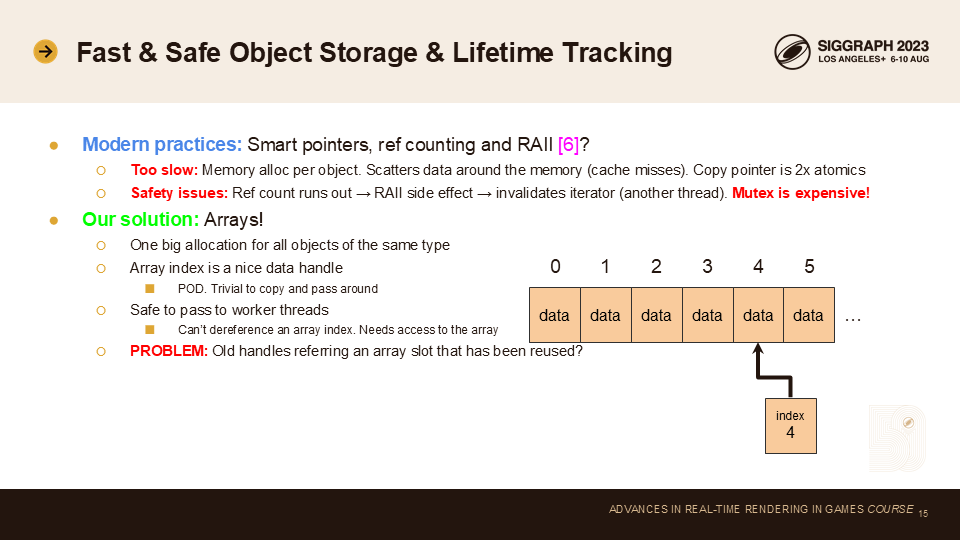 Fast & Safe Object Storage & Lifetime Tracking
SIGGRAPH 2023
LOS ANGELES+ 6-10 AUG
● Modern practices: Smart pointers, ref counting and RAII [6]?
○ Too slow: Memory alloc per object. Scatters data around the memory (cache misses). Copy pointer is 2x atomics
○ Safety issues: Ref count runs out → RAII side effect → invalidates iterator (another thread). Mutex is expensive!
● Our solution: Arrays!
○ One big allocation for all objects of the same type
○ Array index is a nice data handle
■ POD. Trivial to copy and pass around
○ Safe to pass to worker threads
■ Can't dereference an array index. Needs access to the array
○ PROBLEM: Old handles referring an array slot that has been reused?
0 1 2 3 4 5
data data data data data data ...
index
4
ADVANCES IN REAL-TIME RENDERING IN GAMES COURSE 15